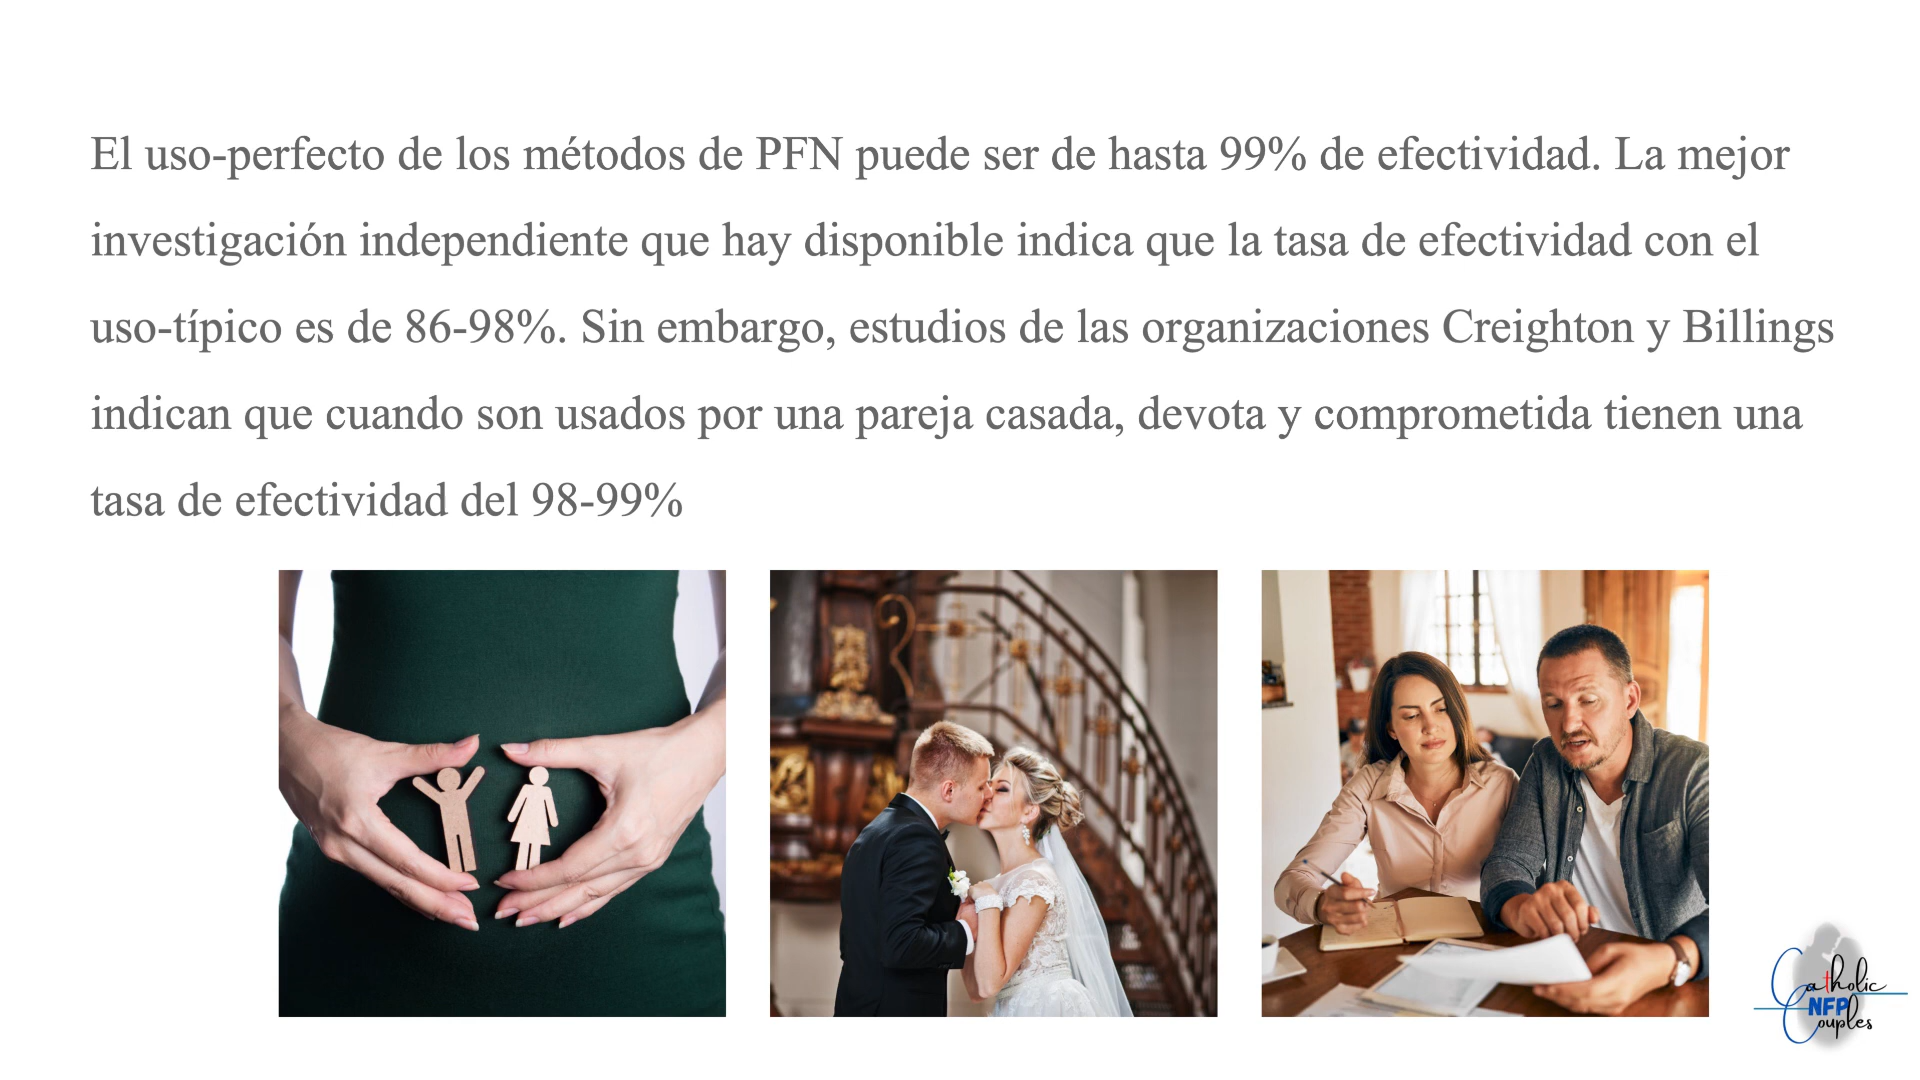 El uso-perfecto de los métodos de PFN puede ser de hasta 99% de efectividad. La mejor
investigación independiente que hay disponible indica que la tasa de efectividad con el
uso-típico es de 86-98%. Sin embargo, estudios de las organizaciones Creighton y Billings
indican que cuando son usados por una pareja casada, devota y comprometida tienen una
tasa de efectividad del 98-99%
Catholic
NFP
Couples